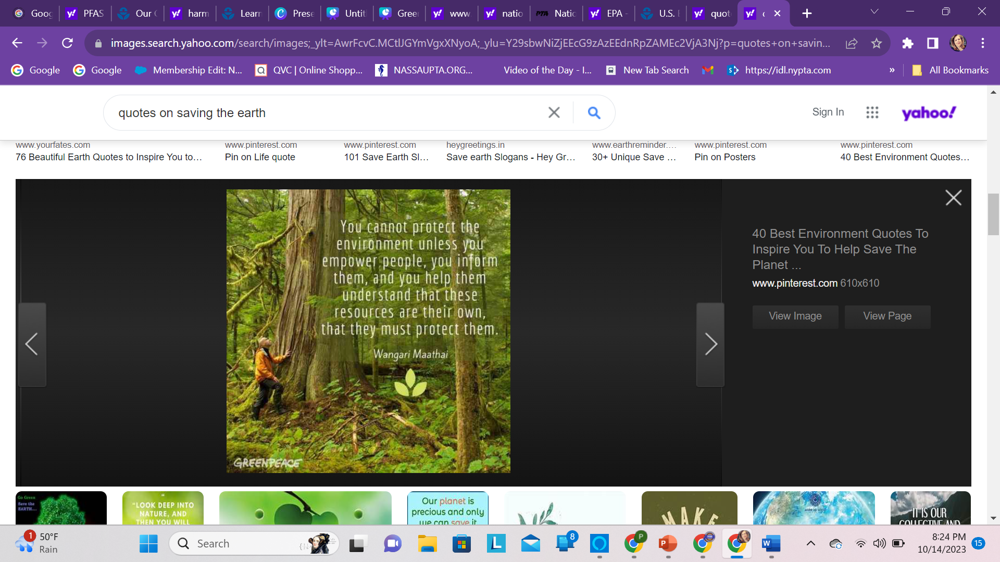 Goog
PFAS
Our
harm
Learn
Prese
Untit
Green
www.
natio
PTA Natio
EPA -
U.S.
quot
images.search.yahoo.com/search/images;_ylt=AwrFcvC.MCtlJGYmVgxXNyoA;_ylu=Y29sbwNiZjEEcG9zAzEEdnRpZAMEc2VjA3Nj?p=quotes+on+savin...
Google
Google
Membership Edit: N...
QVC | Online Shopp...
NASSAUPTA.ORG...
Video of the Day - I...
New Tab Search
https://idl.nypta.com
»
All Bookmarks
quotes on saving the earth
Sign In
yahoo!
www.yourfates.com
76 Beautiful Earth Quotes to Inspire You to...
www.pinterest.com
Pin on Life quote
www.pinterest.com
101 Save Earth Sl...
heygreetings.in
Save earth Slogans - Hey Gr...
www.earthreminder....
30+ Unique Save ...
www.pinterest.com
Pin on Posters
www.pinterest.com
40 Best Environment Quotes...
You cannot protect the
environment unless you
empower people, you inform
them, and you help them
understand that these
resources are their own,
that they must protect them.
Wangari Maathai
GREENPEACE
40 Best Environment Quotes To
Inspire You To Help Save The
Planet ...
www.pinterest.com 610x610
View Image
View Page
Go Green
Save the
EARTH....
"LOOK DEEP INTO
NATURE, AND
THEN YOU WILL
Our planet is
precious and only
we can save it
MAKE
wake up world
IT IS OUR
COLLECTIVE AND
1
50°F
Rain
Search
L
8
P
P
W
8:24 PM
10/14/2023
15